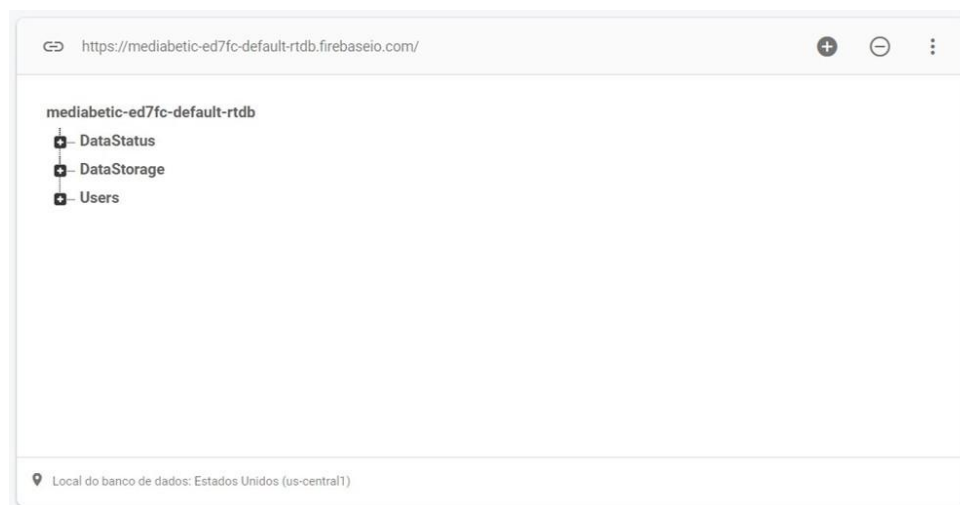 https://mediabetic-ed7fc-default-rtdb.firebaseio.com/
mediabetic-ed7fc-default-rtdb
DataStatus
DataStorage
Users
Local do banco de dados: Estados Unidos (us-central1)